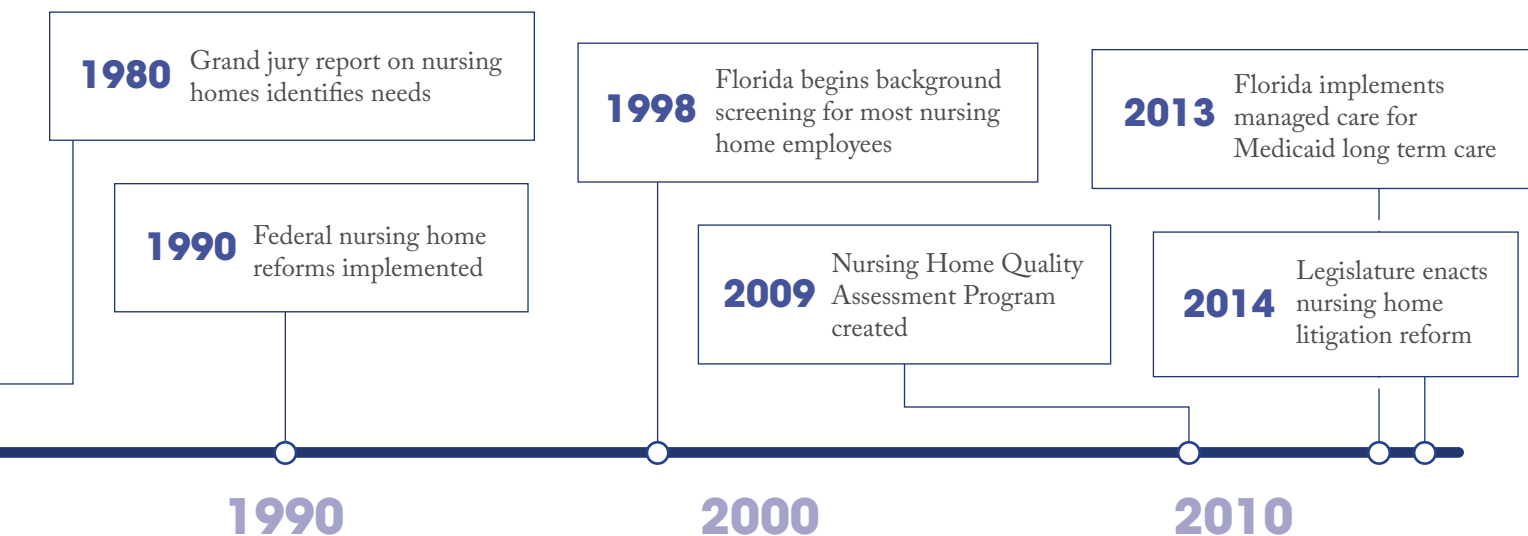 1980
Grand jury report on nursing
homes identifies needs
1990
Federal nursing home
reforms implemented
1998
Florida begins background
screening for most nursing
home employees
2009
Nursing Home Quality
Assessment Program
created
2013
Florida implements
managed care for
Medicaid long term care
2014
Legislature enacts
nursing home
litigation reform
1990
2000
2010